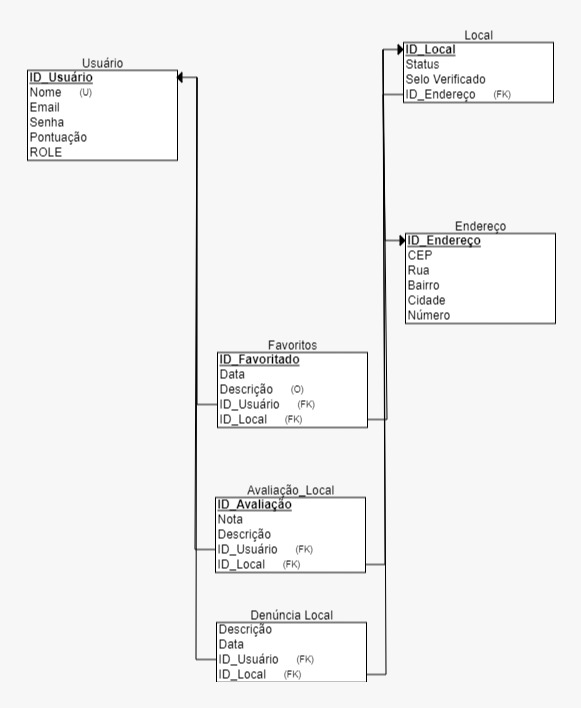 Usuário
ID_Usuário
Nome (U)
Email
Senha
Pontuação
ROLE
Local
ID_Local
Status
Selo Verificado
ID_Endereço (FK)
Endereço
ID_Endereço
CEP
Rua
Bairro
Cidade
Número
Favoritos
ID_Favoritado
Data
Descrição (O)
ID_Usuário (FK)
ID_Local (FK)
Avaliação_Local
ID_Avaliação
Nota
Descrição
ID_Usuário (FK)
ID_Local (FK)
Denúncia Local
Descrição
Data
ID_Usuário (FK)
ID_Local (FK)